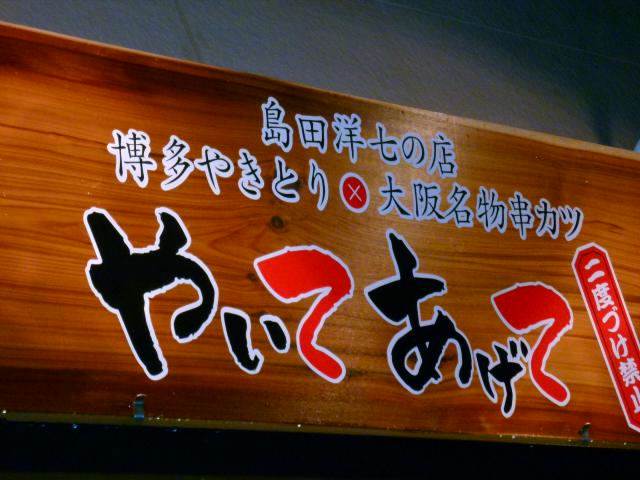 島田洋七の店
博多やきとり×大阪名物串カツ
やいてあげて
二度づけ禁止